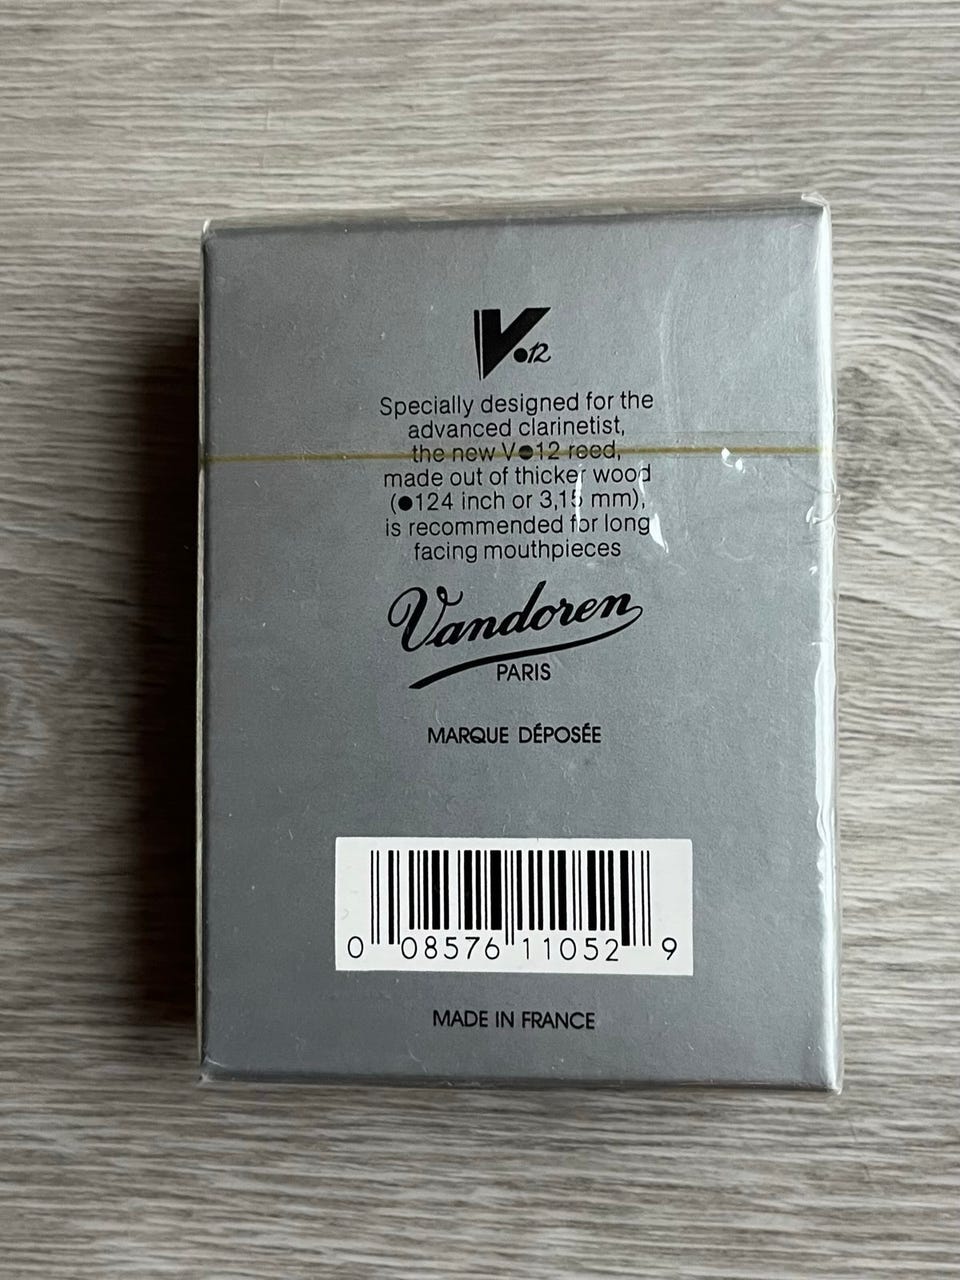 V●12
Specially designed for the
advanced clarinetist,
the new V●12 reed,
made out of thicker wood
(●124 inch or 3,15 mm),
is recommended for long
facing mouthpieces
Vandoren
PARIS
MARQUE DÉPOSÉE
0 08576 11052 9
MADE IN FRANCE